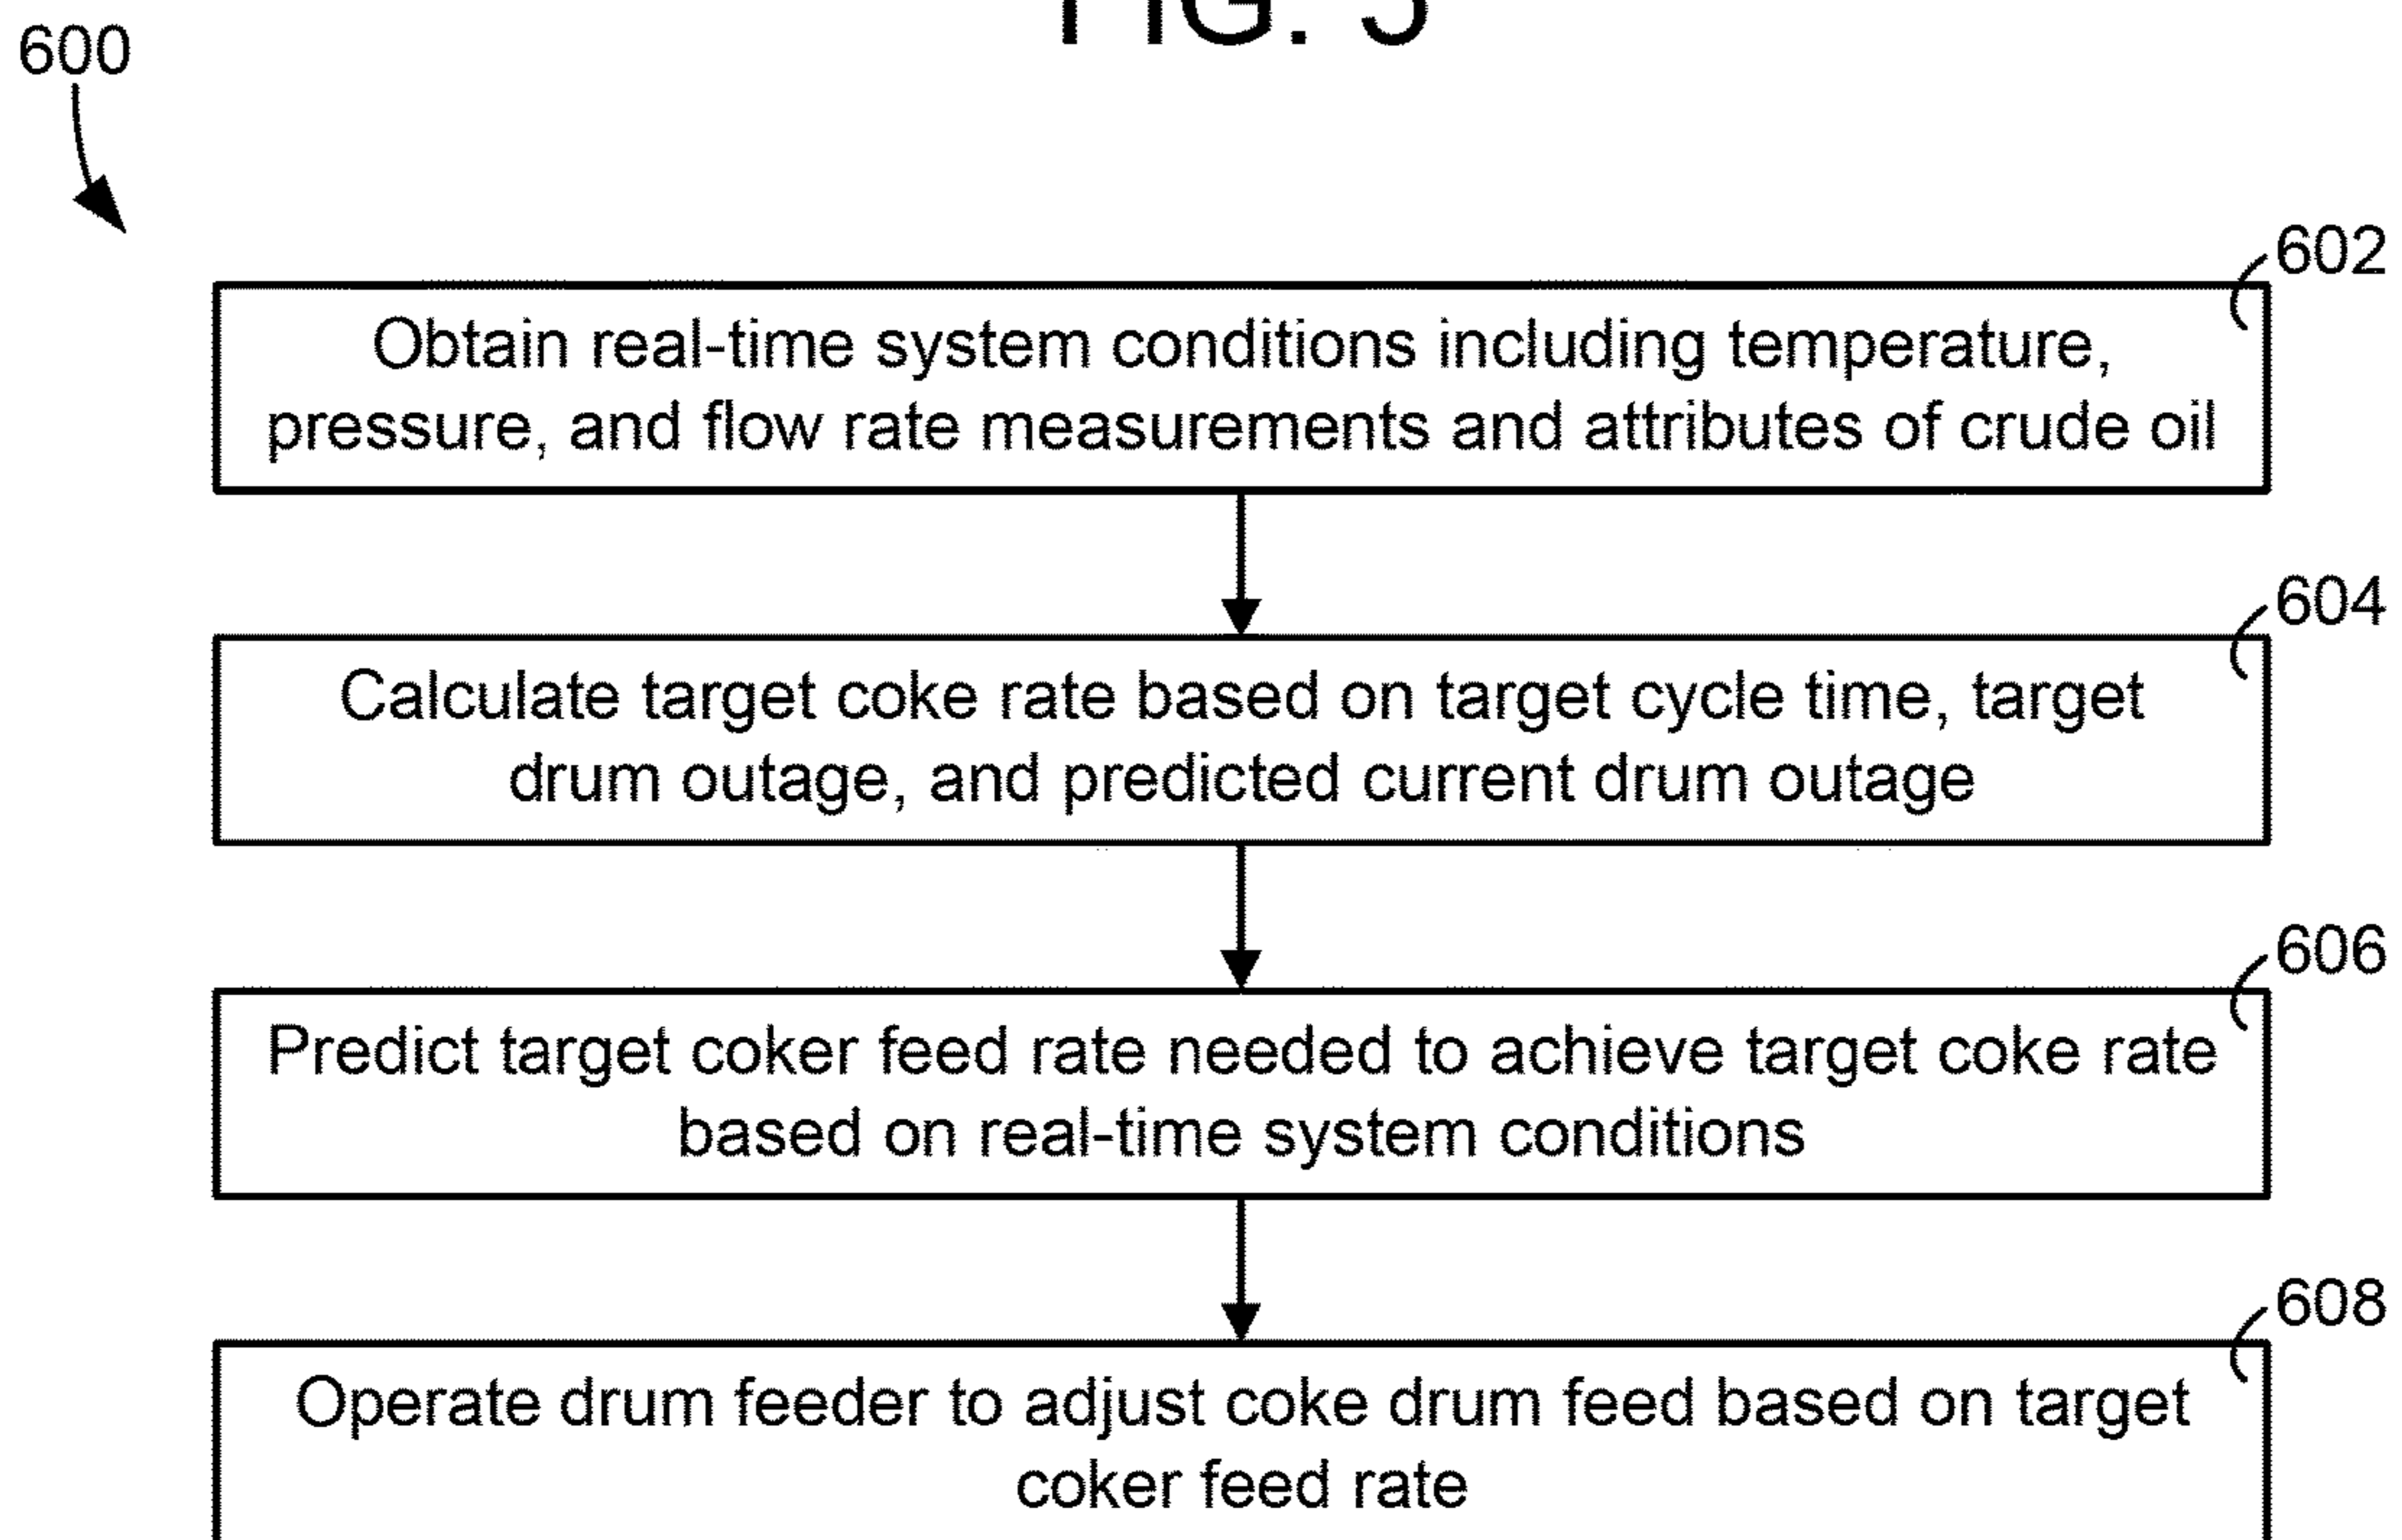 FIG. 5
600
602
Obtain real-time system conditions including temperature,
pressure, and flow rate measurements and attributes of crude oil
604
Calculate target coke rate based on target cycle time, target
drum outage, and predicted current drum outage
606
Predict target coker feed rate needed to achieve target coke rate
based on real-time system conditions
608
Operate drum feeder to adjust coke drum feed based on target
coker feed rate